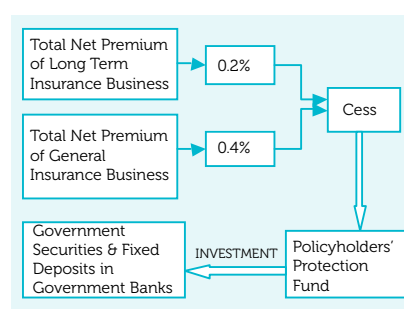 Total Net Premium
of Long Term
Insurance Business
0.2%
Total Net Premium
of General
Insurance Business
0.4%
Cess
Government
Securities & Fixed
Deposits in
Government Banks
INVESTMENT
Policyholders’
Protection
Fund